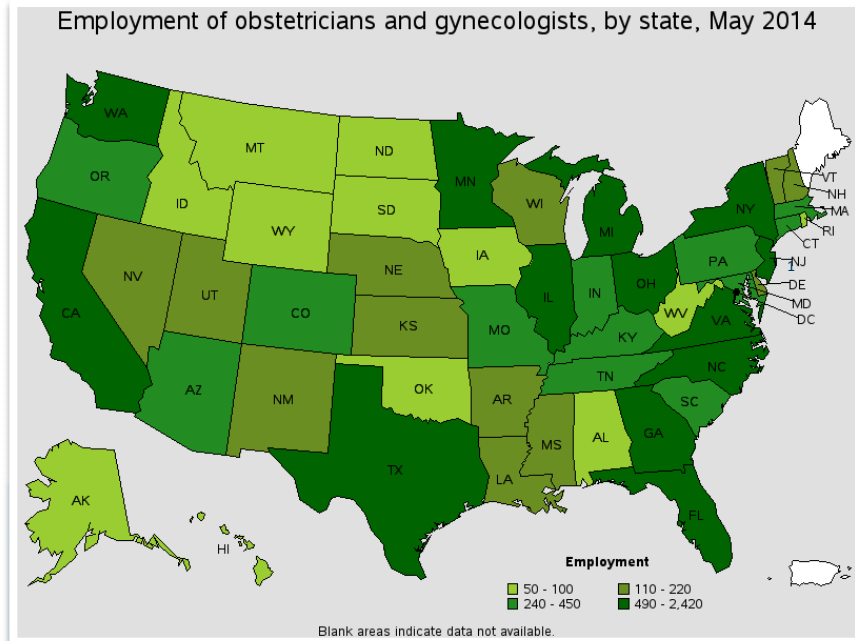 Employment of obstetricians and gynecologists, by state, May 2014
WA
MT
ND
MN
OR
ID
SD
WI
MI
NY
VT
NH
MA
RI
CT
WY
IA
PA
NJ
1
NV
UT
NE
IL
IN
OH
DE
MD
DC
CA
CO
KS
MO
KY
WV
VA
AZ
NM
OK
AR
TN
NC
SC
TX
LA
MS
AL
GA
FL
AK
HI
Employment
50 - 100
110 - 220
240 - 450
490 - 2,420
Blank areas indicate data not available.